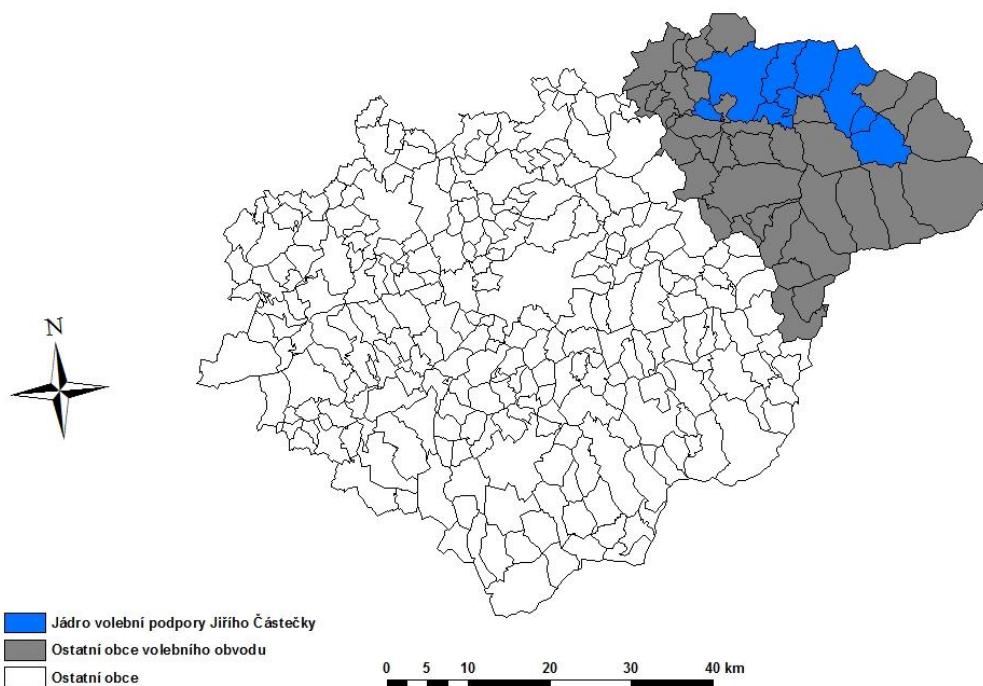 N
Jádro volební podpory Jiřího Částečky
Ostatní obce volebního obvodu
Ostatní obce
0 5 10 20 30 40 km